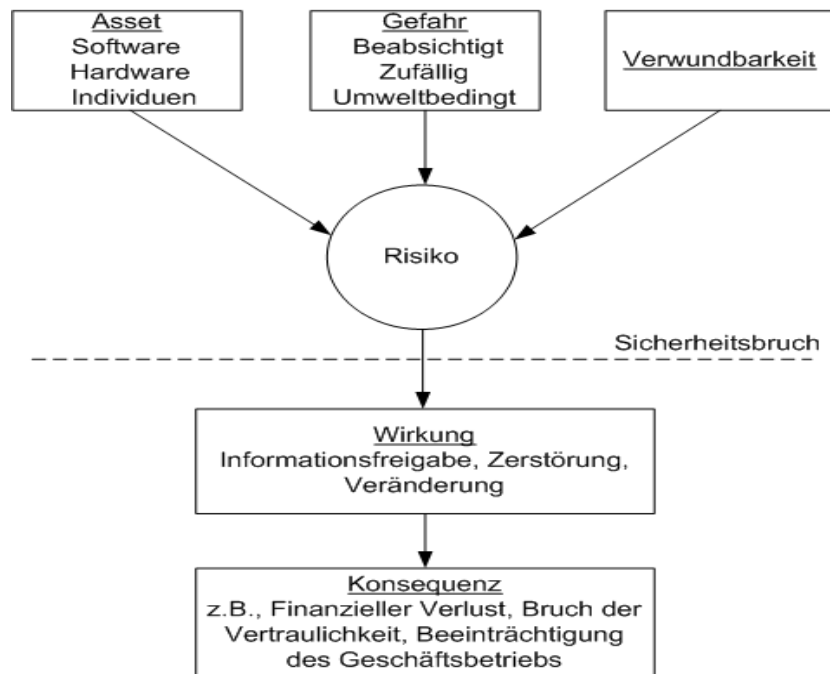 Asset
Software
Hardware
Individuen
Gefahr
Beabsichtigt
Zufällig
Umweltbedingt
Verwundbarkeit
Risiko
Sicherheitsbruch
Wirkung
Informationsfreigabe, Zerstörung,
Veränderung
Konsequenz
z.B., Finanzieller Verlust, Bruch der
Vertraulichkeit, Beeinträchtigung
des Geschäftsbetriebs